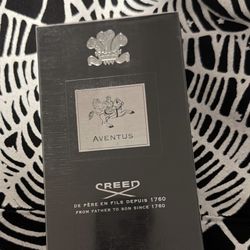 AVENTUS
CREED
DE PÈRE EN FILS DEPUIS 1760
FROM FATHER TO SON SINCE 1760